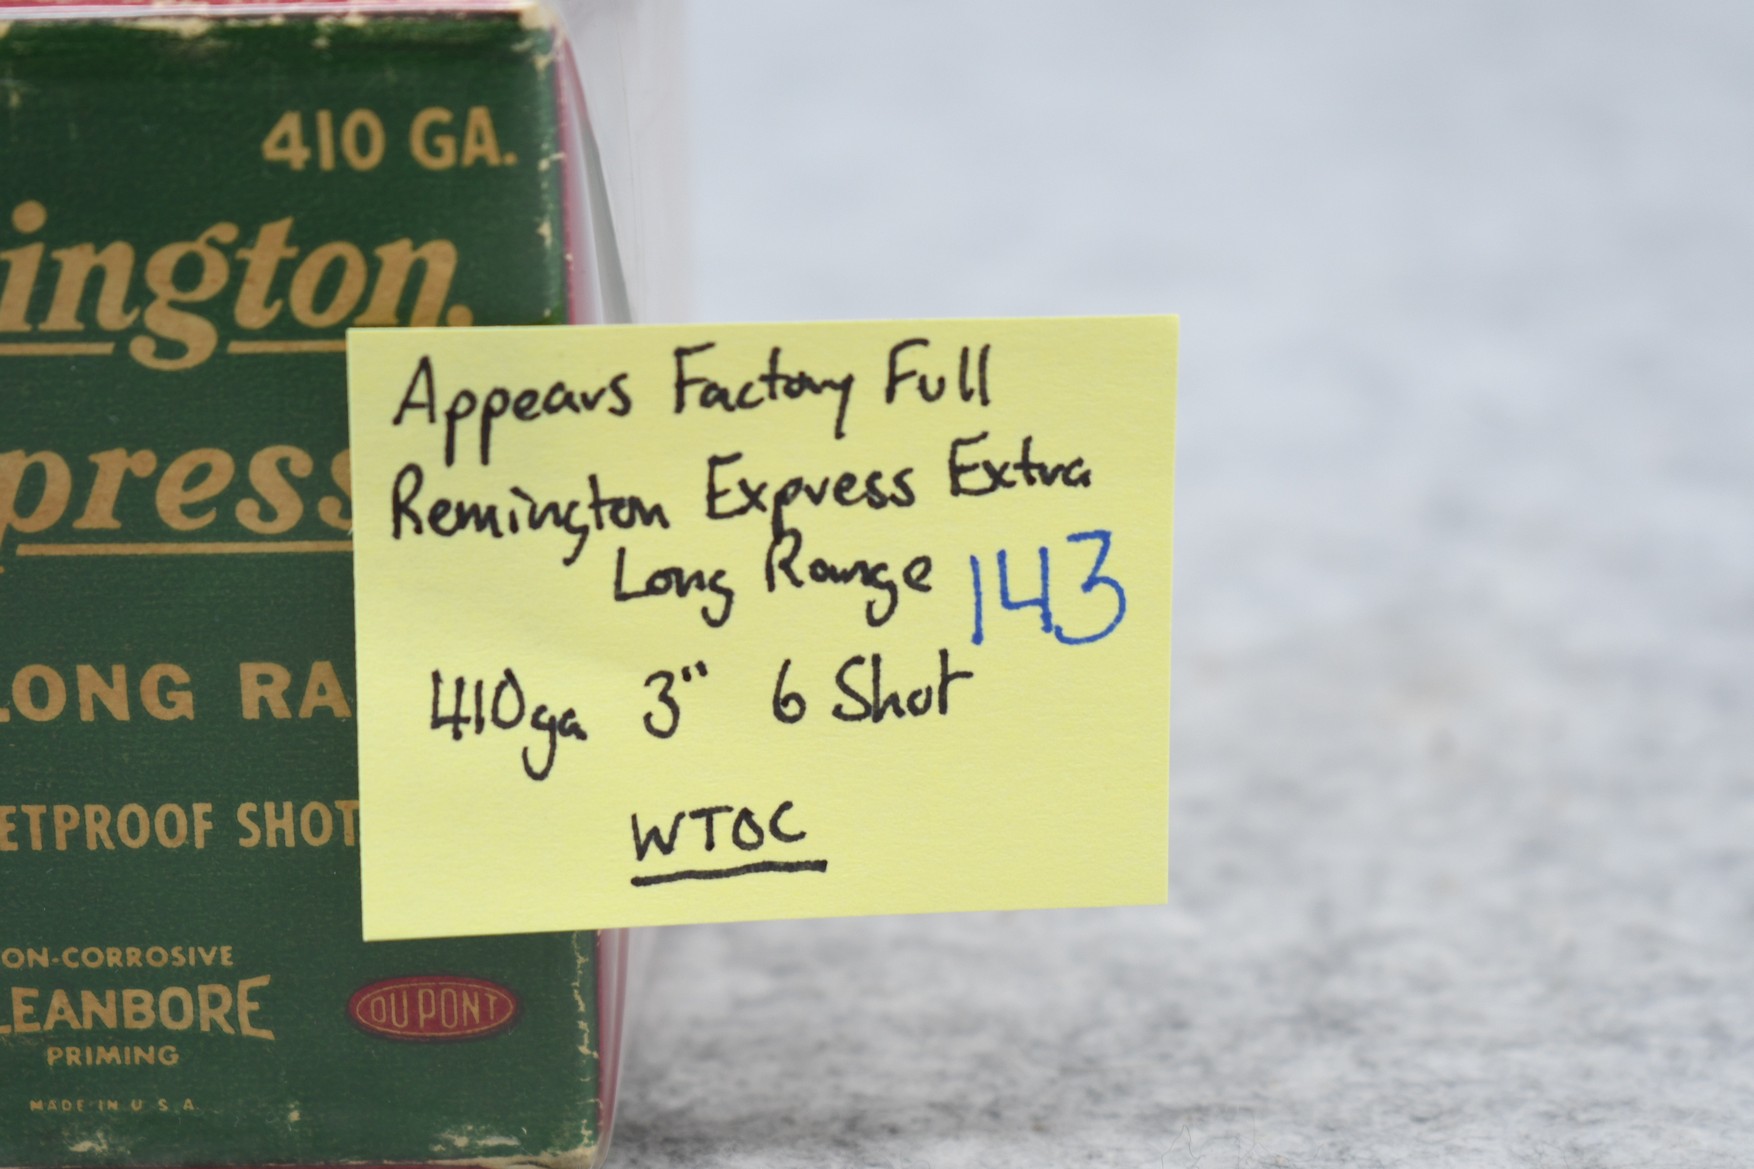 410 GA.
ington.
press
LONG RA
ETPROOF SHOT
ON-CORROSIVE
LEANBORE
PRIMING
DU PONT
MADE IN U.S.A.
Appears Factory Full
Remington Express Extra
Long Range 143
410ga 3" 6 Shot
WTOC